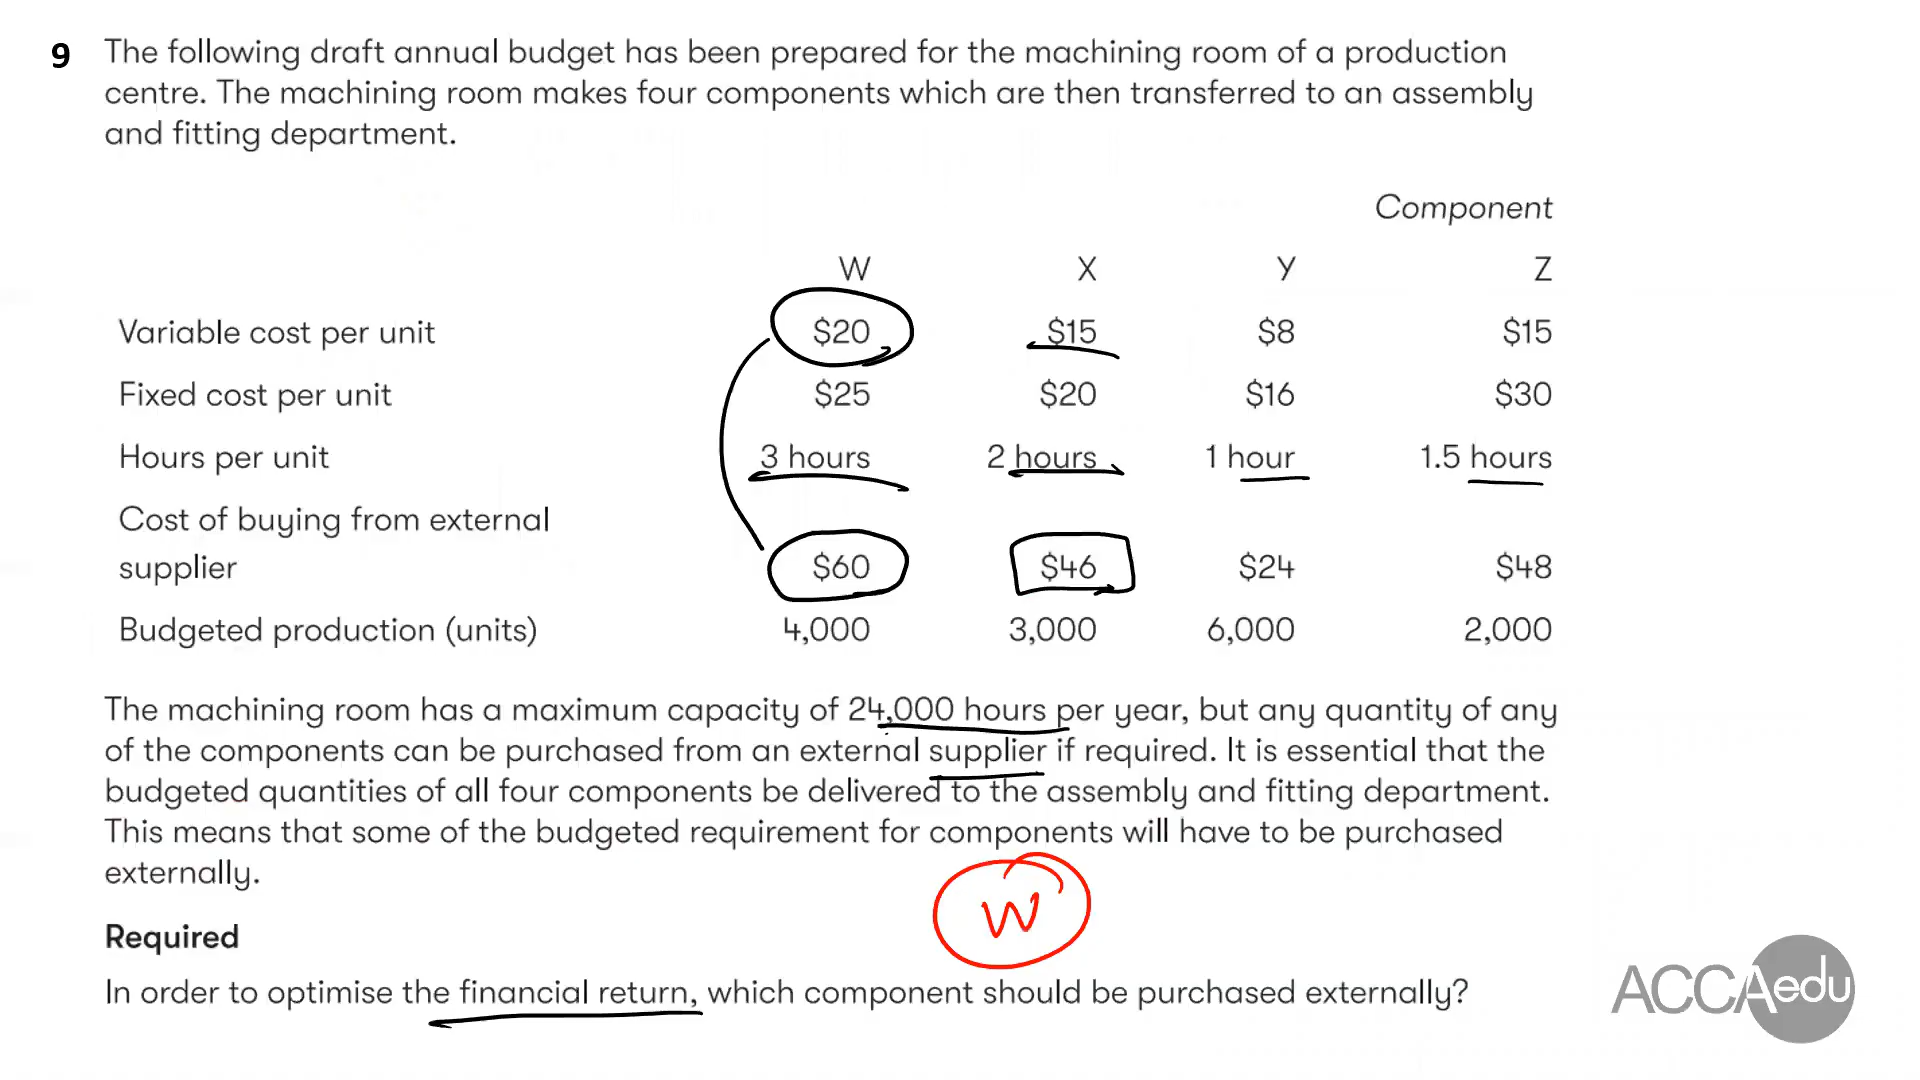 9 The following draft annual budget has been prepared for the machining room of a production
centre. The machining room makes four components which are then transferred to an assembly
and fitting department.
Component
W X Y Z
Variable cost per unit $20 $15 $8 $15
Fixed cost per unit $25 $20 $16 $30
Hours per unit 3 hours 2 hours 1 hour 1.5 hours
Cost of buying from external
supplier $60 $46 $24 $48
Budgeted production (units) 4,000 3,000 6,000 2,000
The machining room has a maximum capacity of 24,000 hours per year, but any quantity of any
of the components can be purchased from an external supplier if required. It is essential that the
budgeted quantities of all four components be delivered to the assembly and fitting department.
This means that some of the budgeted requirement for components will have to be purchased
externally.
W
Required
In order to optimise the financial return, which component should be purchased externally?
ACCAedu